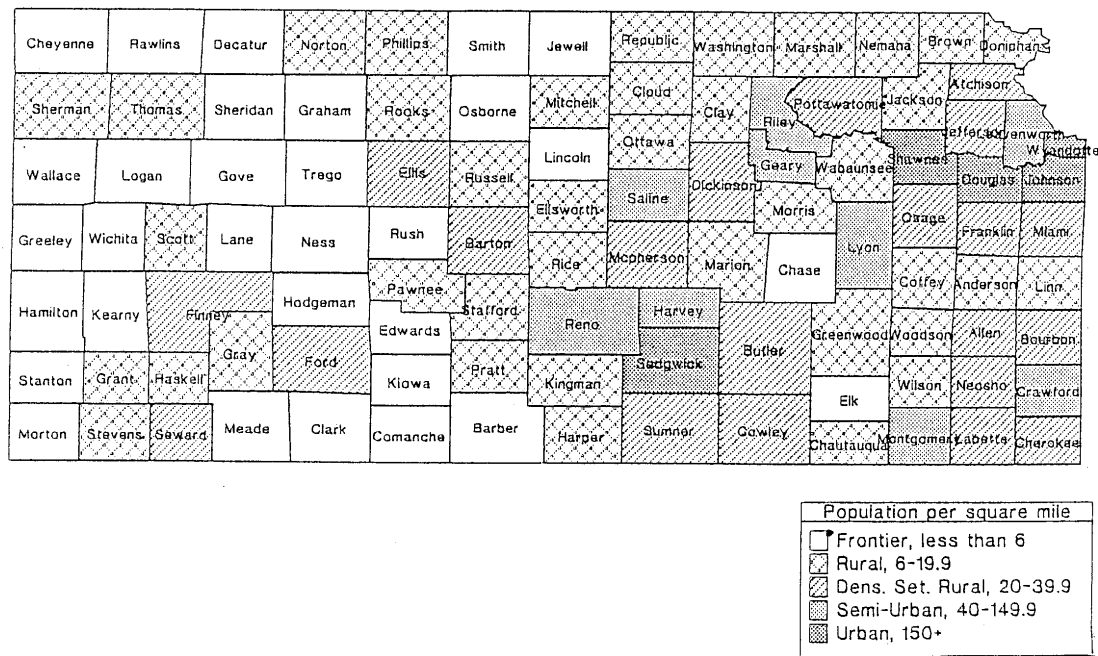 Cheyenne Rawlins Decatur Norton Phillips Smith Jewell Republic Washington Marshall Nemaha Brown Doniphan
Sherman Thomas Sheridan Graham Rooks Osborne Mitchell Cloud Clay Riley Pottawatomie Jackson Atchison
Jefferson Leavenworth
Wyandotte
Lincoln Ottawa
Wallace Logan Gove Trego Ellis Russell Saline Dickinson Geary Wabaunsee Shawnee Douglas Johnson
Ellsworth Morris
Greeley Wichita Scott Lane Ness Rush Barton Rice Mcpherson Marion Chase Lyon Osage Franklin Miami
Hamilton Kearny Finney Hodgeman Pawnee Stafford Coffey Anderson Linn
Edwards Reno Harvey
Gray Ford Sedgwick Butler Greenwood Woodson Allen Bourbon
Stanton Grant Haskell Kiowa Pratt Kingman Elk Wilson Neosho Crawford
Morton Stevens Seward Meade Clark Comanche Barber Harper Sumner Cowley Chautauqua Montgomery Labette Cherokee
Population per square mile
Frontier, less than 6
Rural, 6-19.9
Dens. Set. Rural, 20-39.9
Semi-Urban, 40-149.9
Urban, 150+